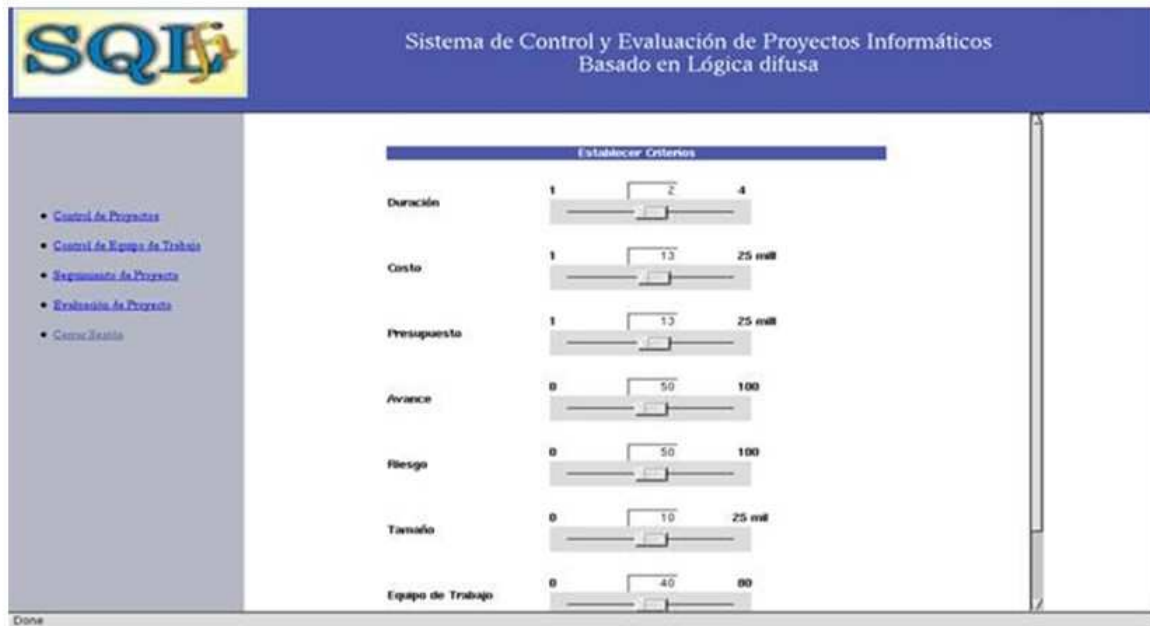 SQLfi
Sistema de Control y Evaluación de Proyectos Informáticos
Basado en Lógica difusa
Control de Proyectos
Control de Equipo de Trabajo
Seguimiento de Proyecto
Evaluación de Proyecto
Cerrar Sesión
Establecer Criterios
Duración 1 2 4
Costo 1 13 25 mill
Presupuesto 1 13 25 mill
Avance 0 50 100
Riesgo 0 50 100
Tamaño 0 10 25 mil
Equipo de Trabajo 0 40 80
Done